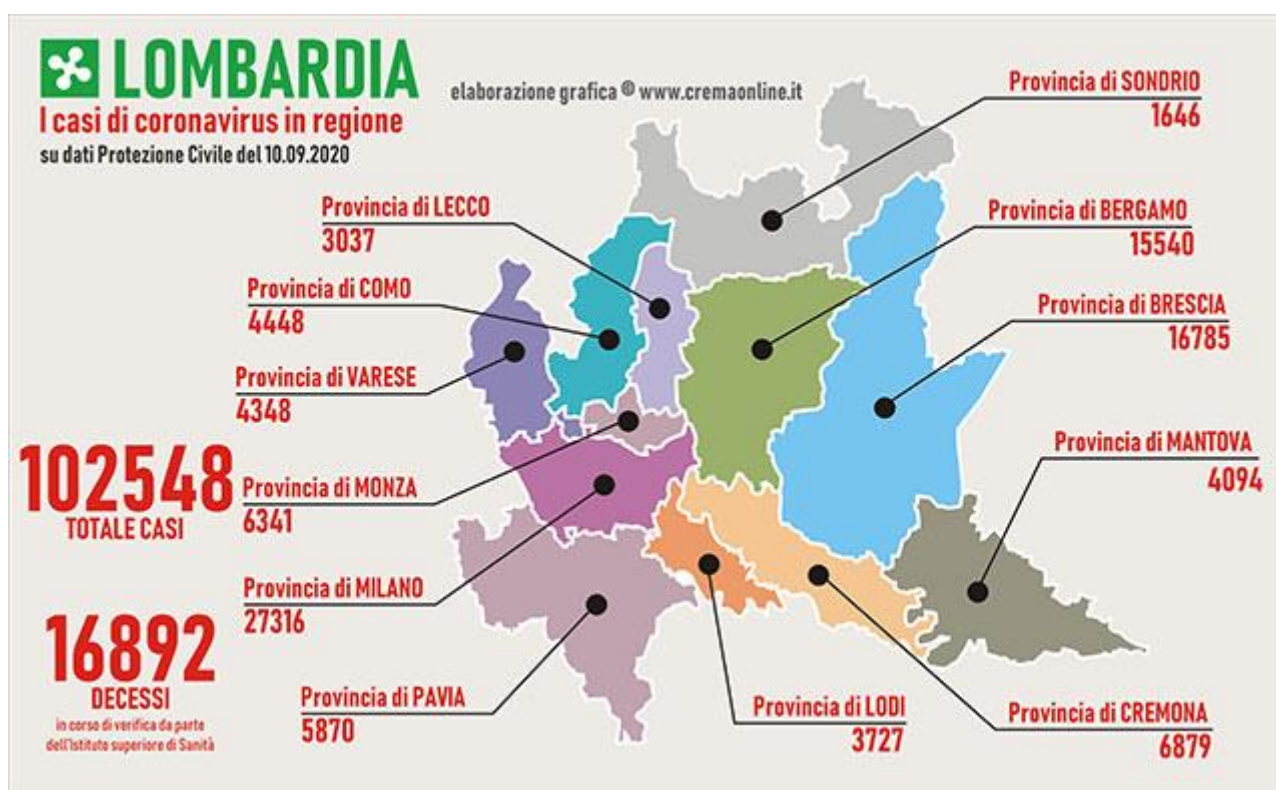 LOMBARDIA
I casi di coronavirus in regione
su dati Protezione Civile del 10.09.2020
elaborazione grafica © www.cremaonline.it
Provincia di SONDRIO
1646
Provincia di LECCO
3037
Provincia di BERGAMO
15540
Provincia di COMO
4448
Provincia di BRESCIA
16785
Provincia di VARESE
4348
Provincia di MANTOVA
4094
102548
TOTALE CASI
Provincia di MONZA
6341
Provincia di MILANO
27316
16892
DECESSI
in corso di verifica da parte
dell'Istituto superiore di Sanità
Provincia di PAVIA
5870
Provincia di LODI
3727
Provincia di CREMONA
6879